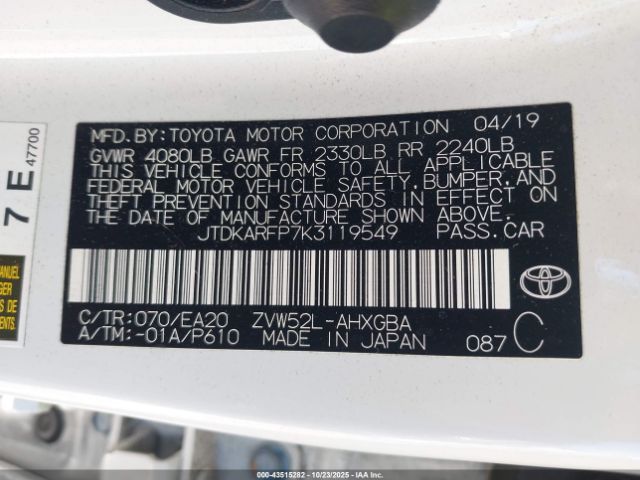 MFD.BY:TOYOTA MOTOR CORPORATION 04/19
GVWR 4080LB GAWR FR 2330LB RR 2240LB
THIS VEHICLE CONFORMS TO ALL APPLICABLE
FEDERAL MOTOR VEHICLE SAFETY,BUMPER,AND
THEFT PREVENTION STANDARDS IN EFFECT ON
THE DATE OF MANUFACTURE SHOWN ABOVE.
JTDKARFP7K3119549 PASS.CAR
C/TR:070/EA20 ZVW52L-AHXGBA
A/TM:-01A/P610 MADE IN JAPAN 087 C
7 E 47700
MANUEL
000-43515282 - 10/23/2025 - IAAI.COM